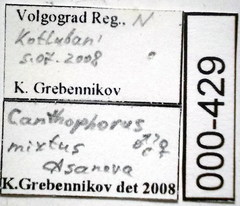 Volgograd Reg., N
Kotluban'
5.07.2008
K. Grebennikov
Canthophorus
mixtus ♂♀
Asanova
K.Grebennikov det 2008
000-429